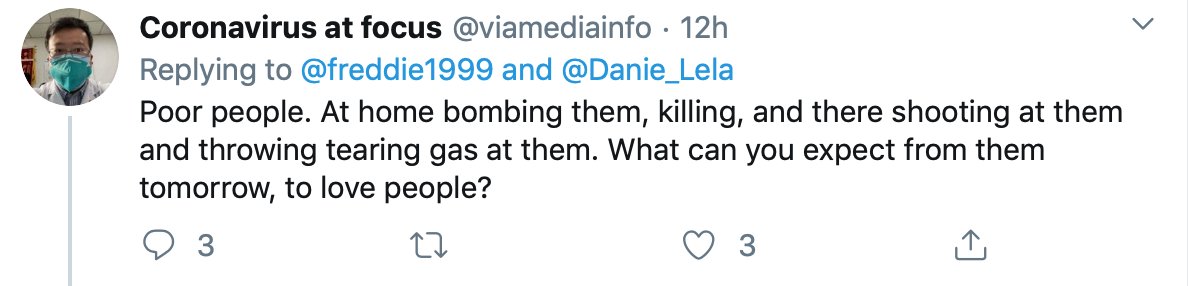 Coronavirus at focus @viamediainfo · 12h
Replying to @freddie1999 and @Danie_Lela
Poor people. At home bombing them, killing, and there shooting at them
and throwing tearing gas at them. What can you expect from them
tomorrow, to love people?
3 3